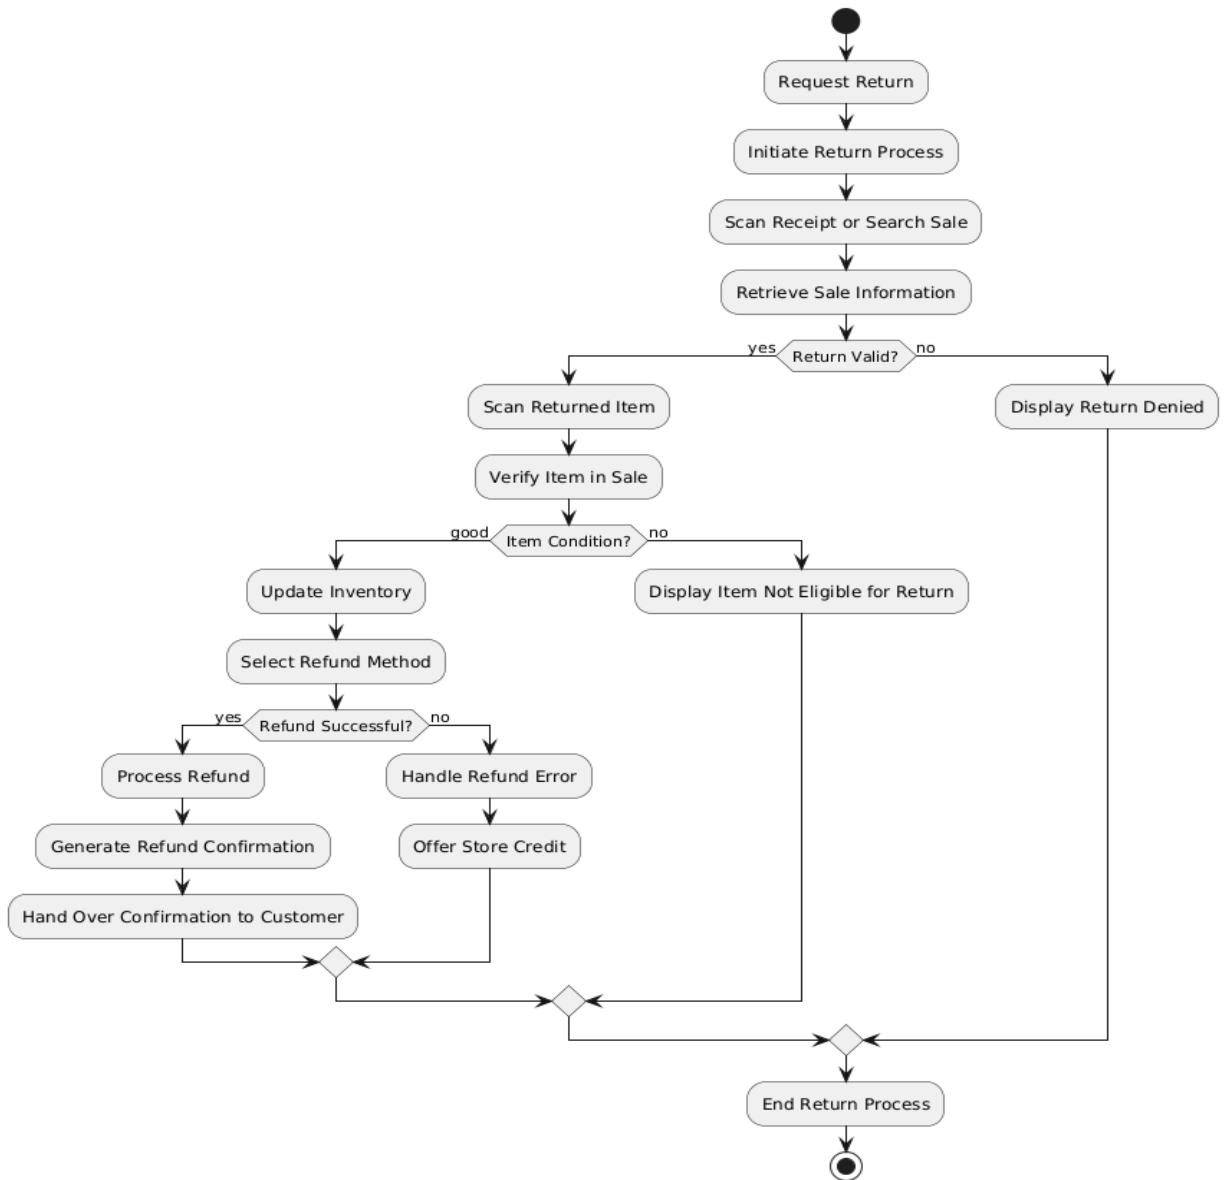 Request Return
Initiate Return Process
Scan Receipt or Search Sale
Retrieve Sale Information
yes
Return Valid?
no
Scan Returned Item
Display Return Denied
Verify Item in Sale
good
Item Condition?
no
Update Inventory
Display Item Not Eligible for Return
Select Refund Method
yes
Refund Successful?
no
Process Refund
Handle Refund Error
Generate Refund Confirmation
Offer Store Credit
Hand Over Confirmation to Customer
End Return Process